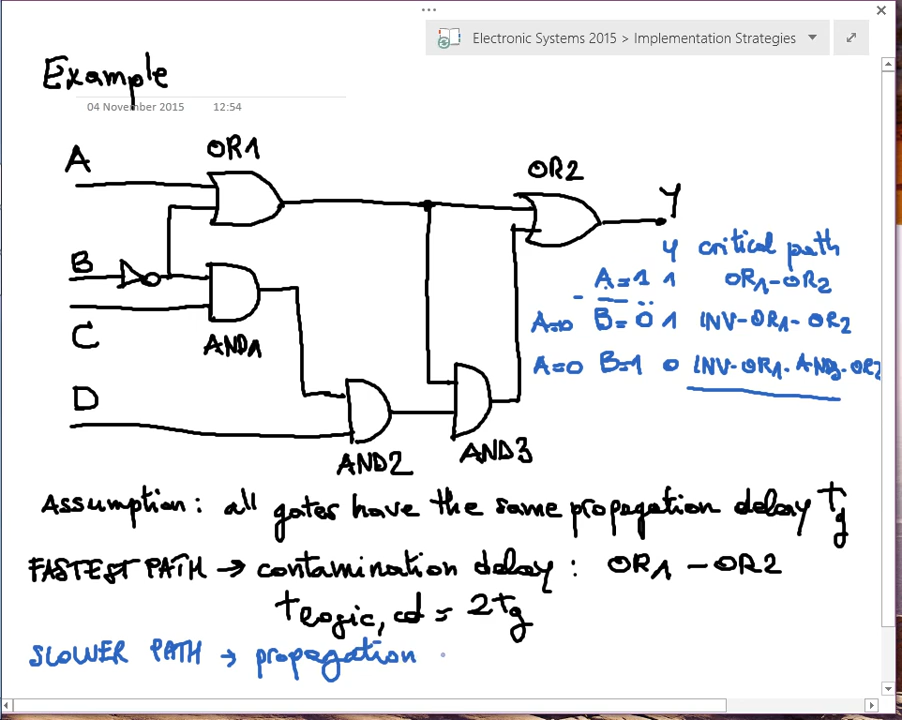 Electronic Systems 2015 > Implementation Strategies
Example
04 November 2015 12:54
A
OR1
OR2
Y
B
y critical path
A=1 1 OR1-OR2
A=0 B=0 1 INV-OR1-OR2
C
AND1
A=0 B=1 0 INV-OR1-AND3-OR2
D
AND2
AND3
Assumption: all gates have the same propagation delay tg
FASTEST PATH → contamination delay: OR1 - OR2
tlogic, cd = 2tg
SLOWER PATH → propagation